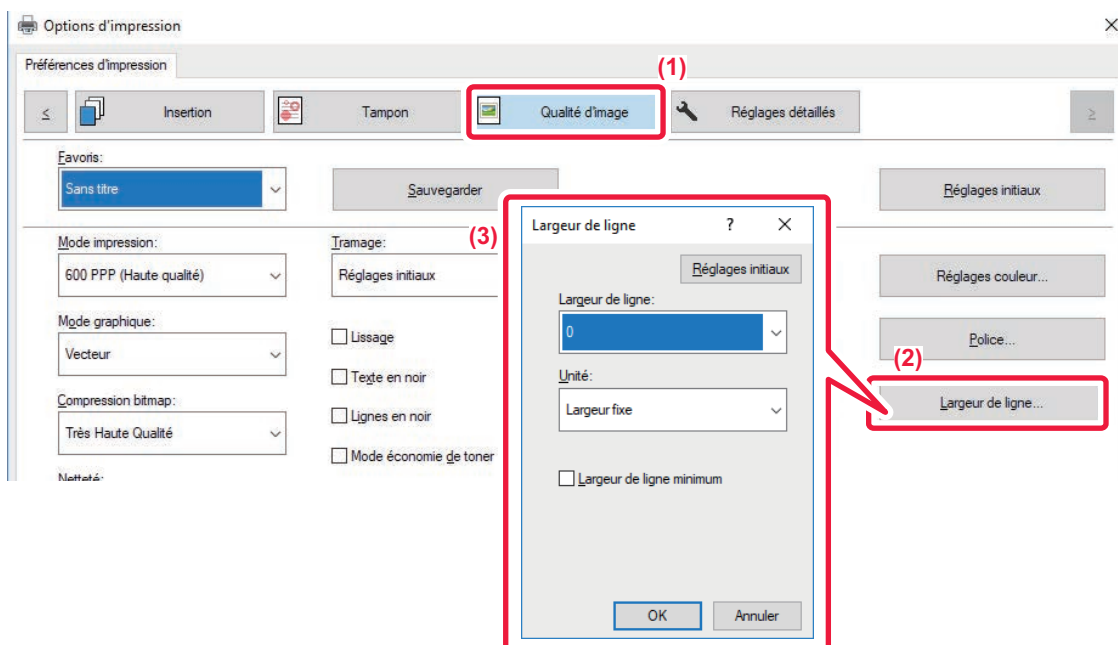 Options d'impression
Préférences d'impression
(1)
<
Insertion
Tampon
Qualité d'image
Réglages détaillés
>
Favoris:
Sans titre
Sauvegarder
Réglages initiaux
Mode impression:
600 PPP (Haute qualité)
Tramage:
Réglages initiaux
Réglages couleur...
Mode graphique:
Vecteur
Lissage
Texte en noir
Police...
Compression bitmap:
Très Haute Qualité
Lignes en noir
Mode économie de toner
(2)
Largeur de ligne...
Netteté:
(3)
Largeur de ligne
?
Réglages initiaux
Largeur de ligne:
0
Unité:
Largeur fixe
Largeur de ligne minimum
OK
Annuler